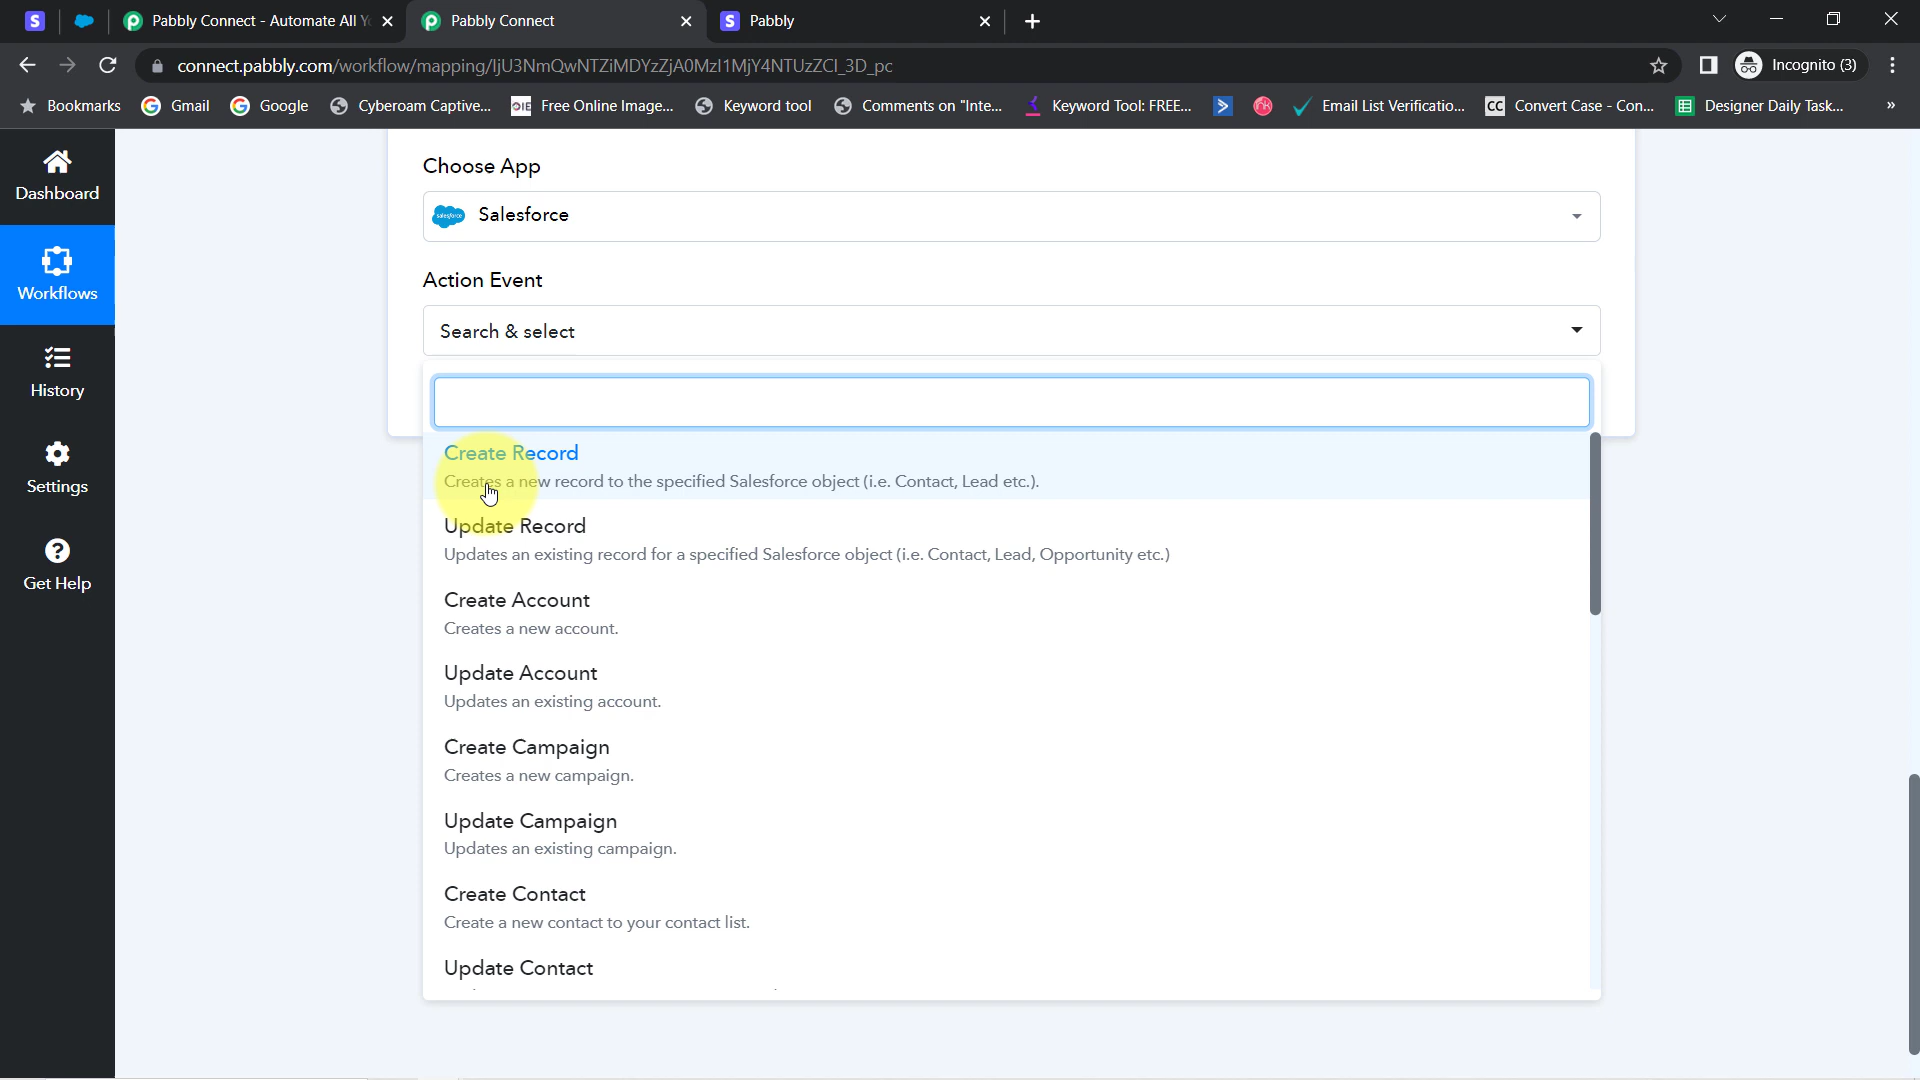 S
Pabbly Connect - Automate All Y
Pabbly Connect
S
Pabbly
connect.pabbly.com/workflow/mapping/IjU3NmQwNTZiMDYzZjA0MzI1MjY4NTUzZCI_3D_pc
Incognito (3)
Bookmarks
Gmail
Google
Cyberoam Captive...
OIE
Free Online Image...
Keyword tool
Comments on "Inte...
Keyword Tool: FREE...
Email List Verificatio...
CC
Convert Case - Con...
Designer Daily Task...
»
Dashboard
Workflows
History
Settings
Get Help
Choose App
salesforce
Salesforce
Action Event
Search & select
Create Record
Creates a new record to the specified Salesforce object (i.e. Contact, Lead etc.).
Update Record
Updates an existing record for a specified Salesforce object (i.e. Contact, Lead, Opportunity etc.)
Create Account
Creates a new account.
Update Account
Updates an existing account.
Create Campaign
Creates a new campaign.
Update Campaign
Updates an existing campaign.
Create Contact
Create a new contact to your contact list.
Update Contact